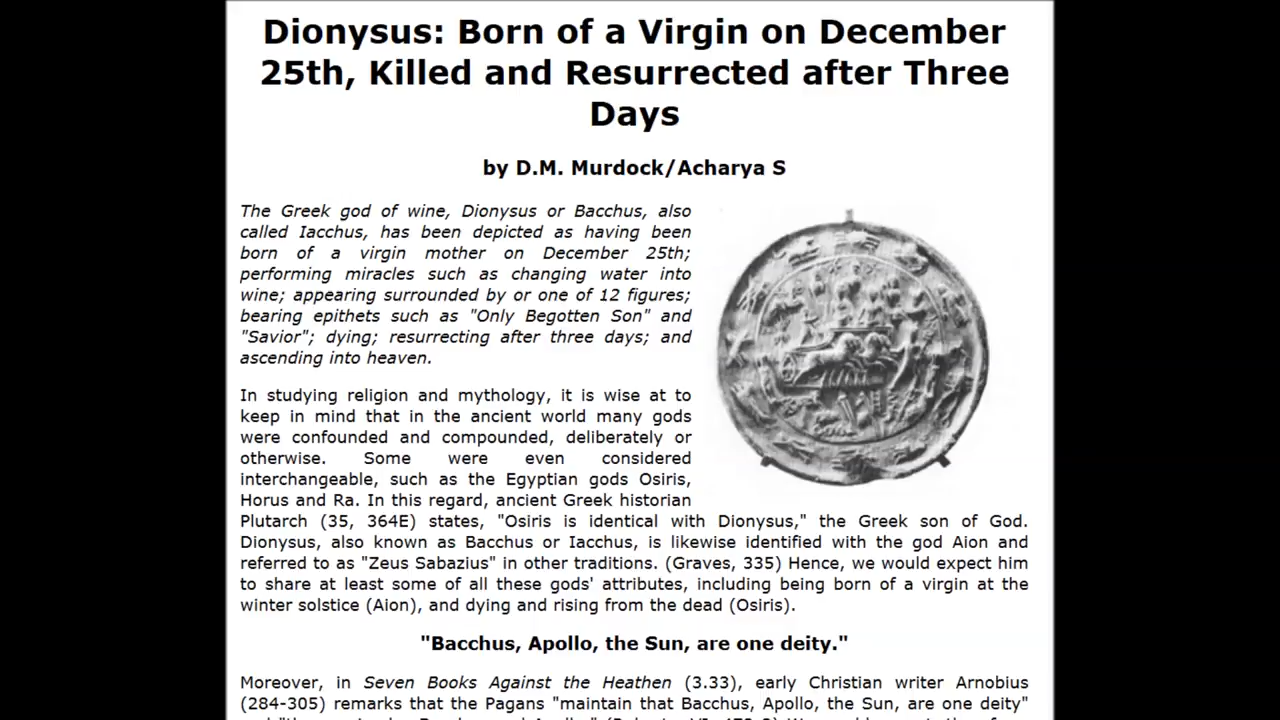 Dionysus: Born of a Virgin on December
25th, Killed and Resurrected after Three
Days
by D.M. Murdock/Acharya S
The Greek god of wine, Dionysus or Bacchus, also
called Iacchus, has been depicted as having been
born of a virgin mother on December 25th;
performing miracles such as changing water into
wine; appearing surrounded by or one of 12 figures;
bearing epithets such as "Only Begotten Son" and
"Savior"; dying; resurrecting after three days; and
ascending into heaven.
In studying religion and mythology, it is wise at to
keep in mind that in the ancient world many gods
were confounded and compounded, deliberately or
otherwise. Some were even considered
interchangeable, such as the Egyptian gods Osiris,
Horus and Ra. In this regard, ancient Greek historian
Plutarch (35, 364E) states, "Osiris is identical with Dionysus," the Greek son of God.
Dionysus, also known as Bacchus or Iacchus, is likewise identified with the god Aion and
referred to as "Zeus Sabazius" in other traditions. (Graves, 335) Hence, we would expect him
to share at least some of all these gods' attributes, including being born of a virgin at the
winter solstice (Aion), and dying and rising from the dead (Osiris).
"Bacchus, Apollo, the Sun, are one deity."
Moreover, in Seven Books Against the Heathen (3.33), early Christian writer Arnobius
(284-305) remarks that the Pagans "maintain that Bacchus, Apollo, the Sun, are one deity"